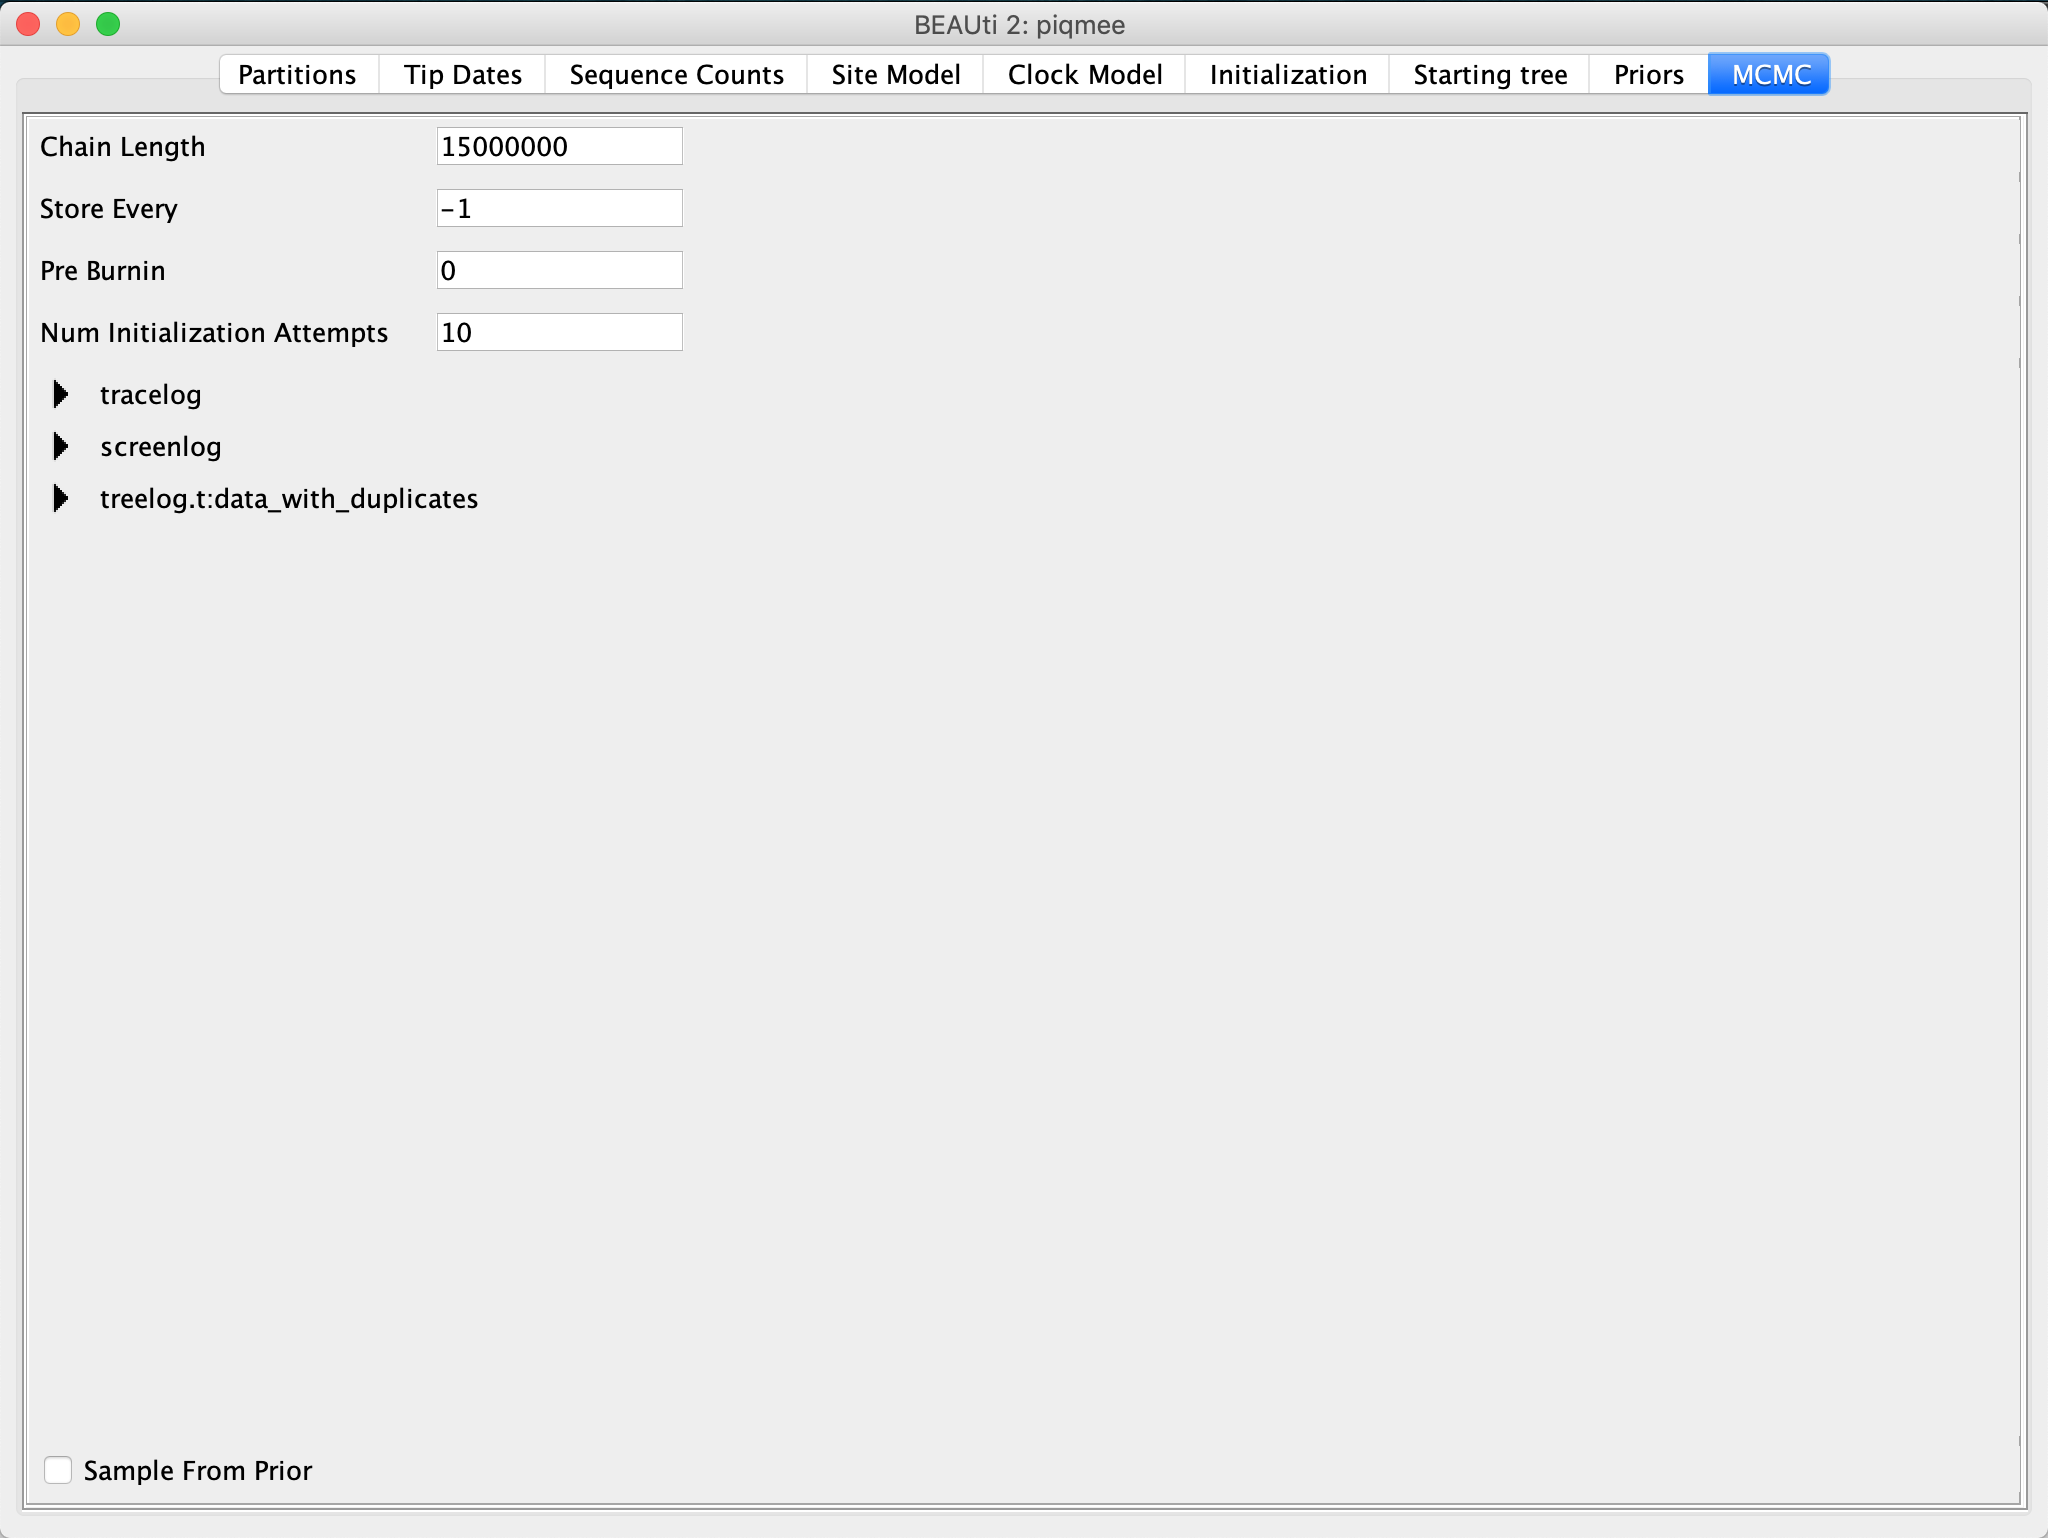 BEAUti 2: piqmee
Partitions Tip Dates Sequence Counts Site Model Clock Model Initialization Starting tree Priors MCMC
Chain Length 15000000
Store Every -1
Pre Burnin 0
Num Initialization Attempts 10
tracelog
screenlog
treelog.t:data_with_duplicates
Sample From Prior